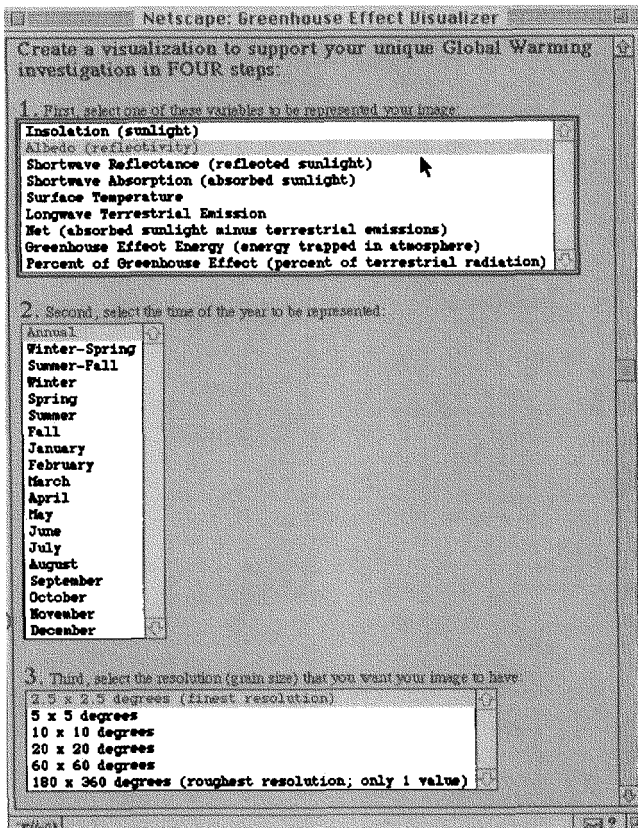 Netscape: Greenhouse Effect Visualizer
Create a visualization to support your unique Global Warming
investigation in FOUR steps:
1. First, select one of these variables to be represented your image:
Insolation (sunlight)
Albedo (reflectivity)
Shortwave Reflectance (reflected sunlight)
Shortwave Absorption (absorbed sunlight)
Surface Temperature
Longwave Terrestrial Emission
Net (absorbed sunlight minus terrestrial emissions)
Greenhouse Effect Energy (energy trapped in atmosphere)
Percent of Greenhouse Effect (percent of terrestrial radiation)
2. Second, select the time of the year to be represented:
Annual
Winter-Spring
Summer-Fall
Winter
Spring
Summer
Fall
January
February
March
April
May
June
July
August
September
October
November
December
3. Third, select the resolution (grain size) that you want your image to have:
2.5 x 2.5 degrees (finest resolution)
5 x 5 degrees
10 x 10 degrees
20 x 20 degrees
60 x 60 degrees
180 x 360 degrees (roughest resolution; only 1 value)
?